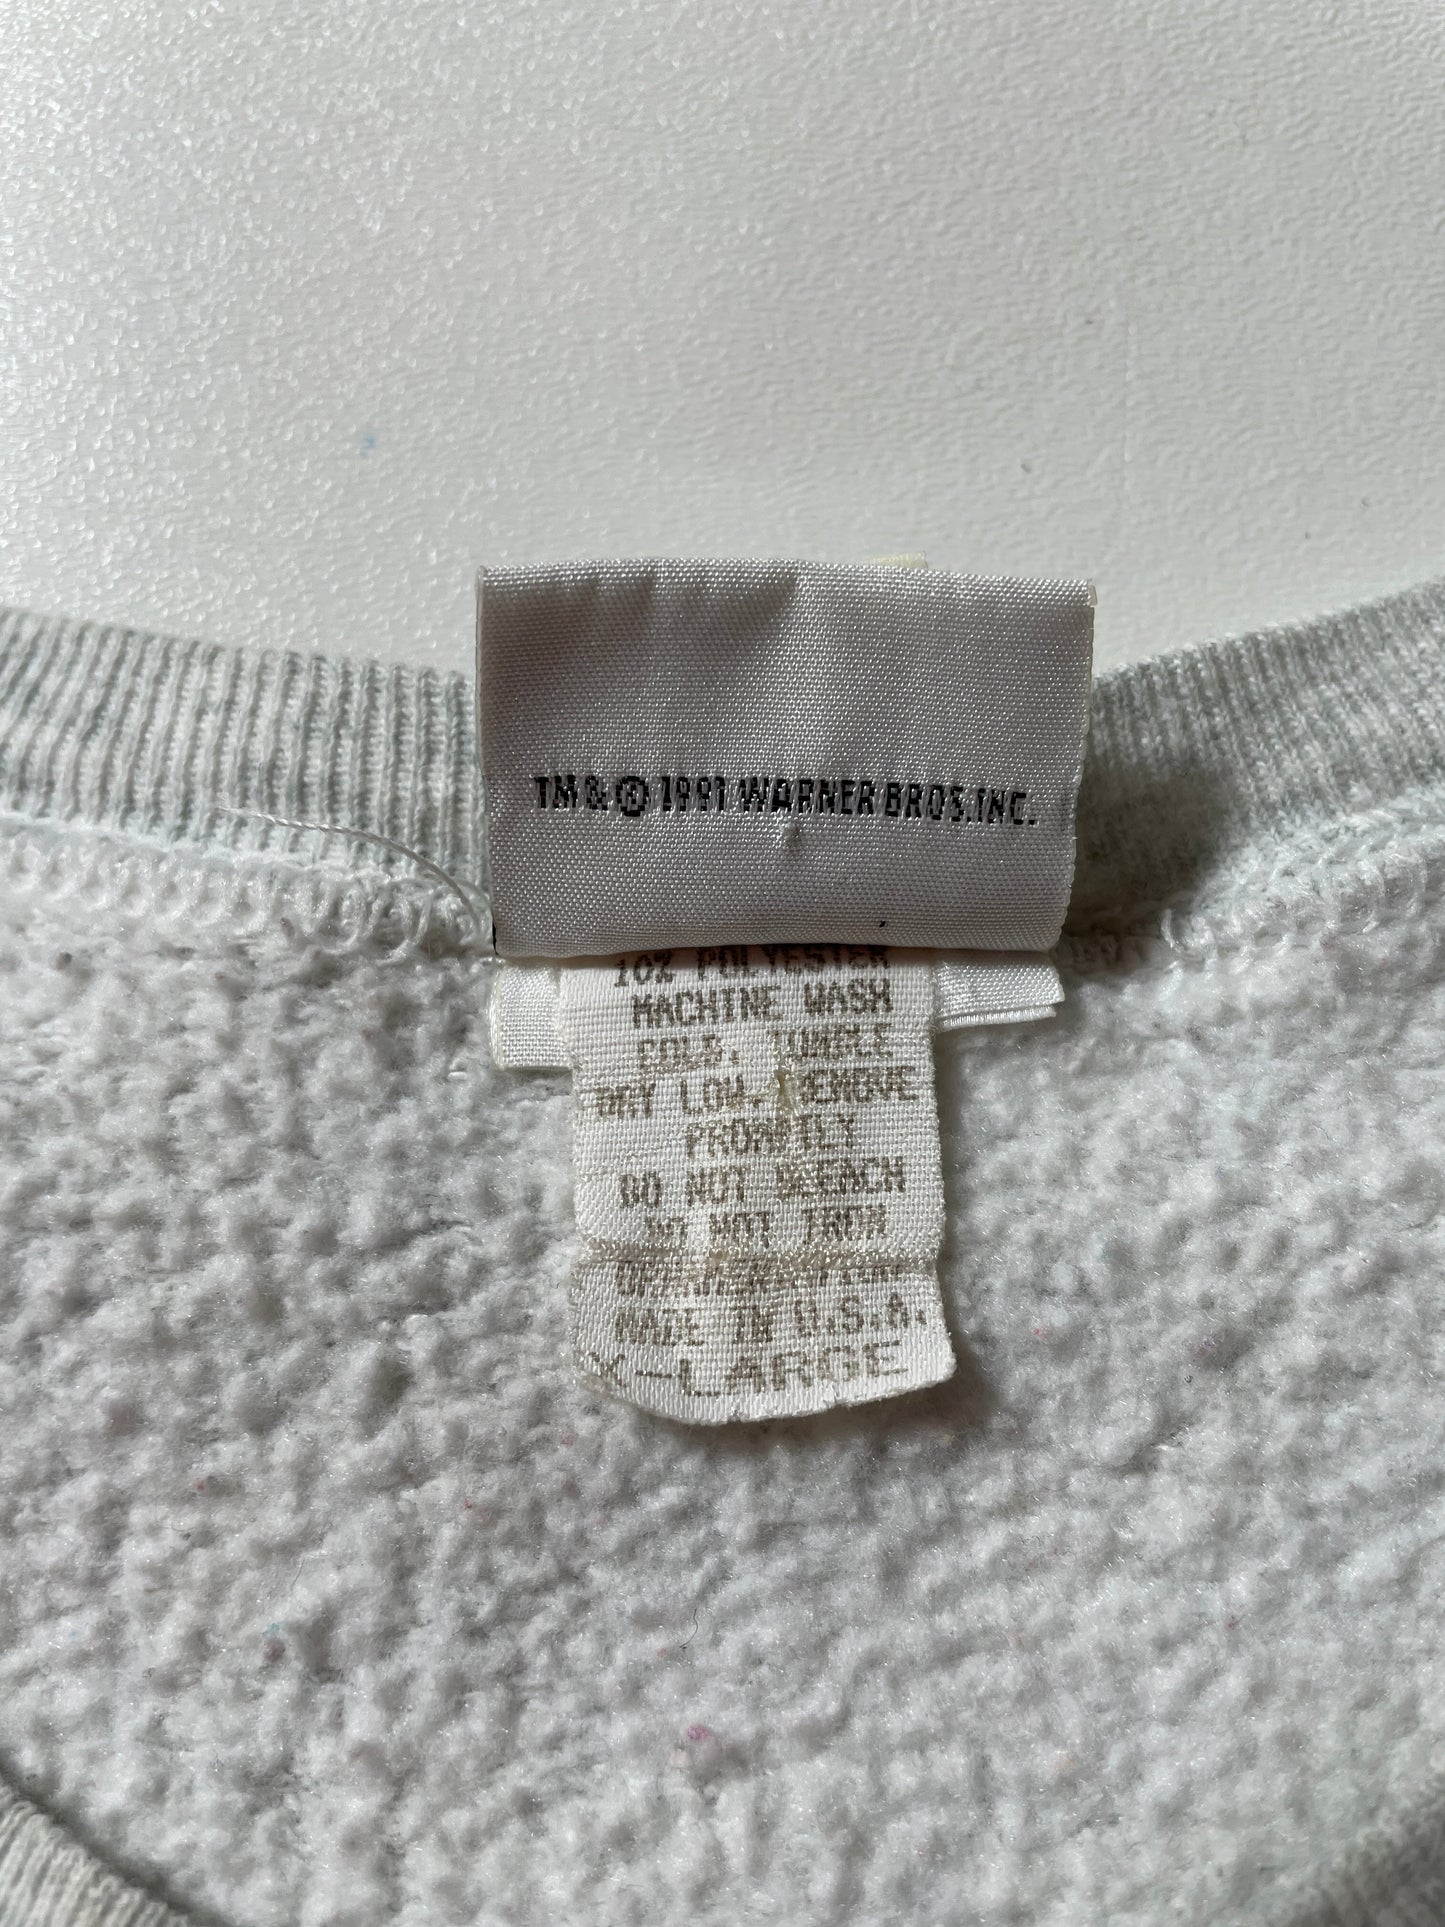 TM & © 1991 WARNER BROS. INC.
10% POLYESTER
MACHINE WASH
COLD, TUMBLE
DRY LOW, REMOVE
PROMPTLY
DO NOT BLEACH
DO NOT IRON
MADE IN U.S.A.
X-LARGE